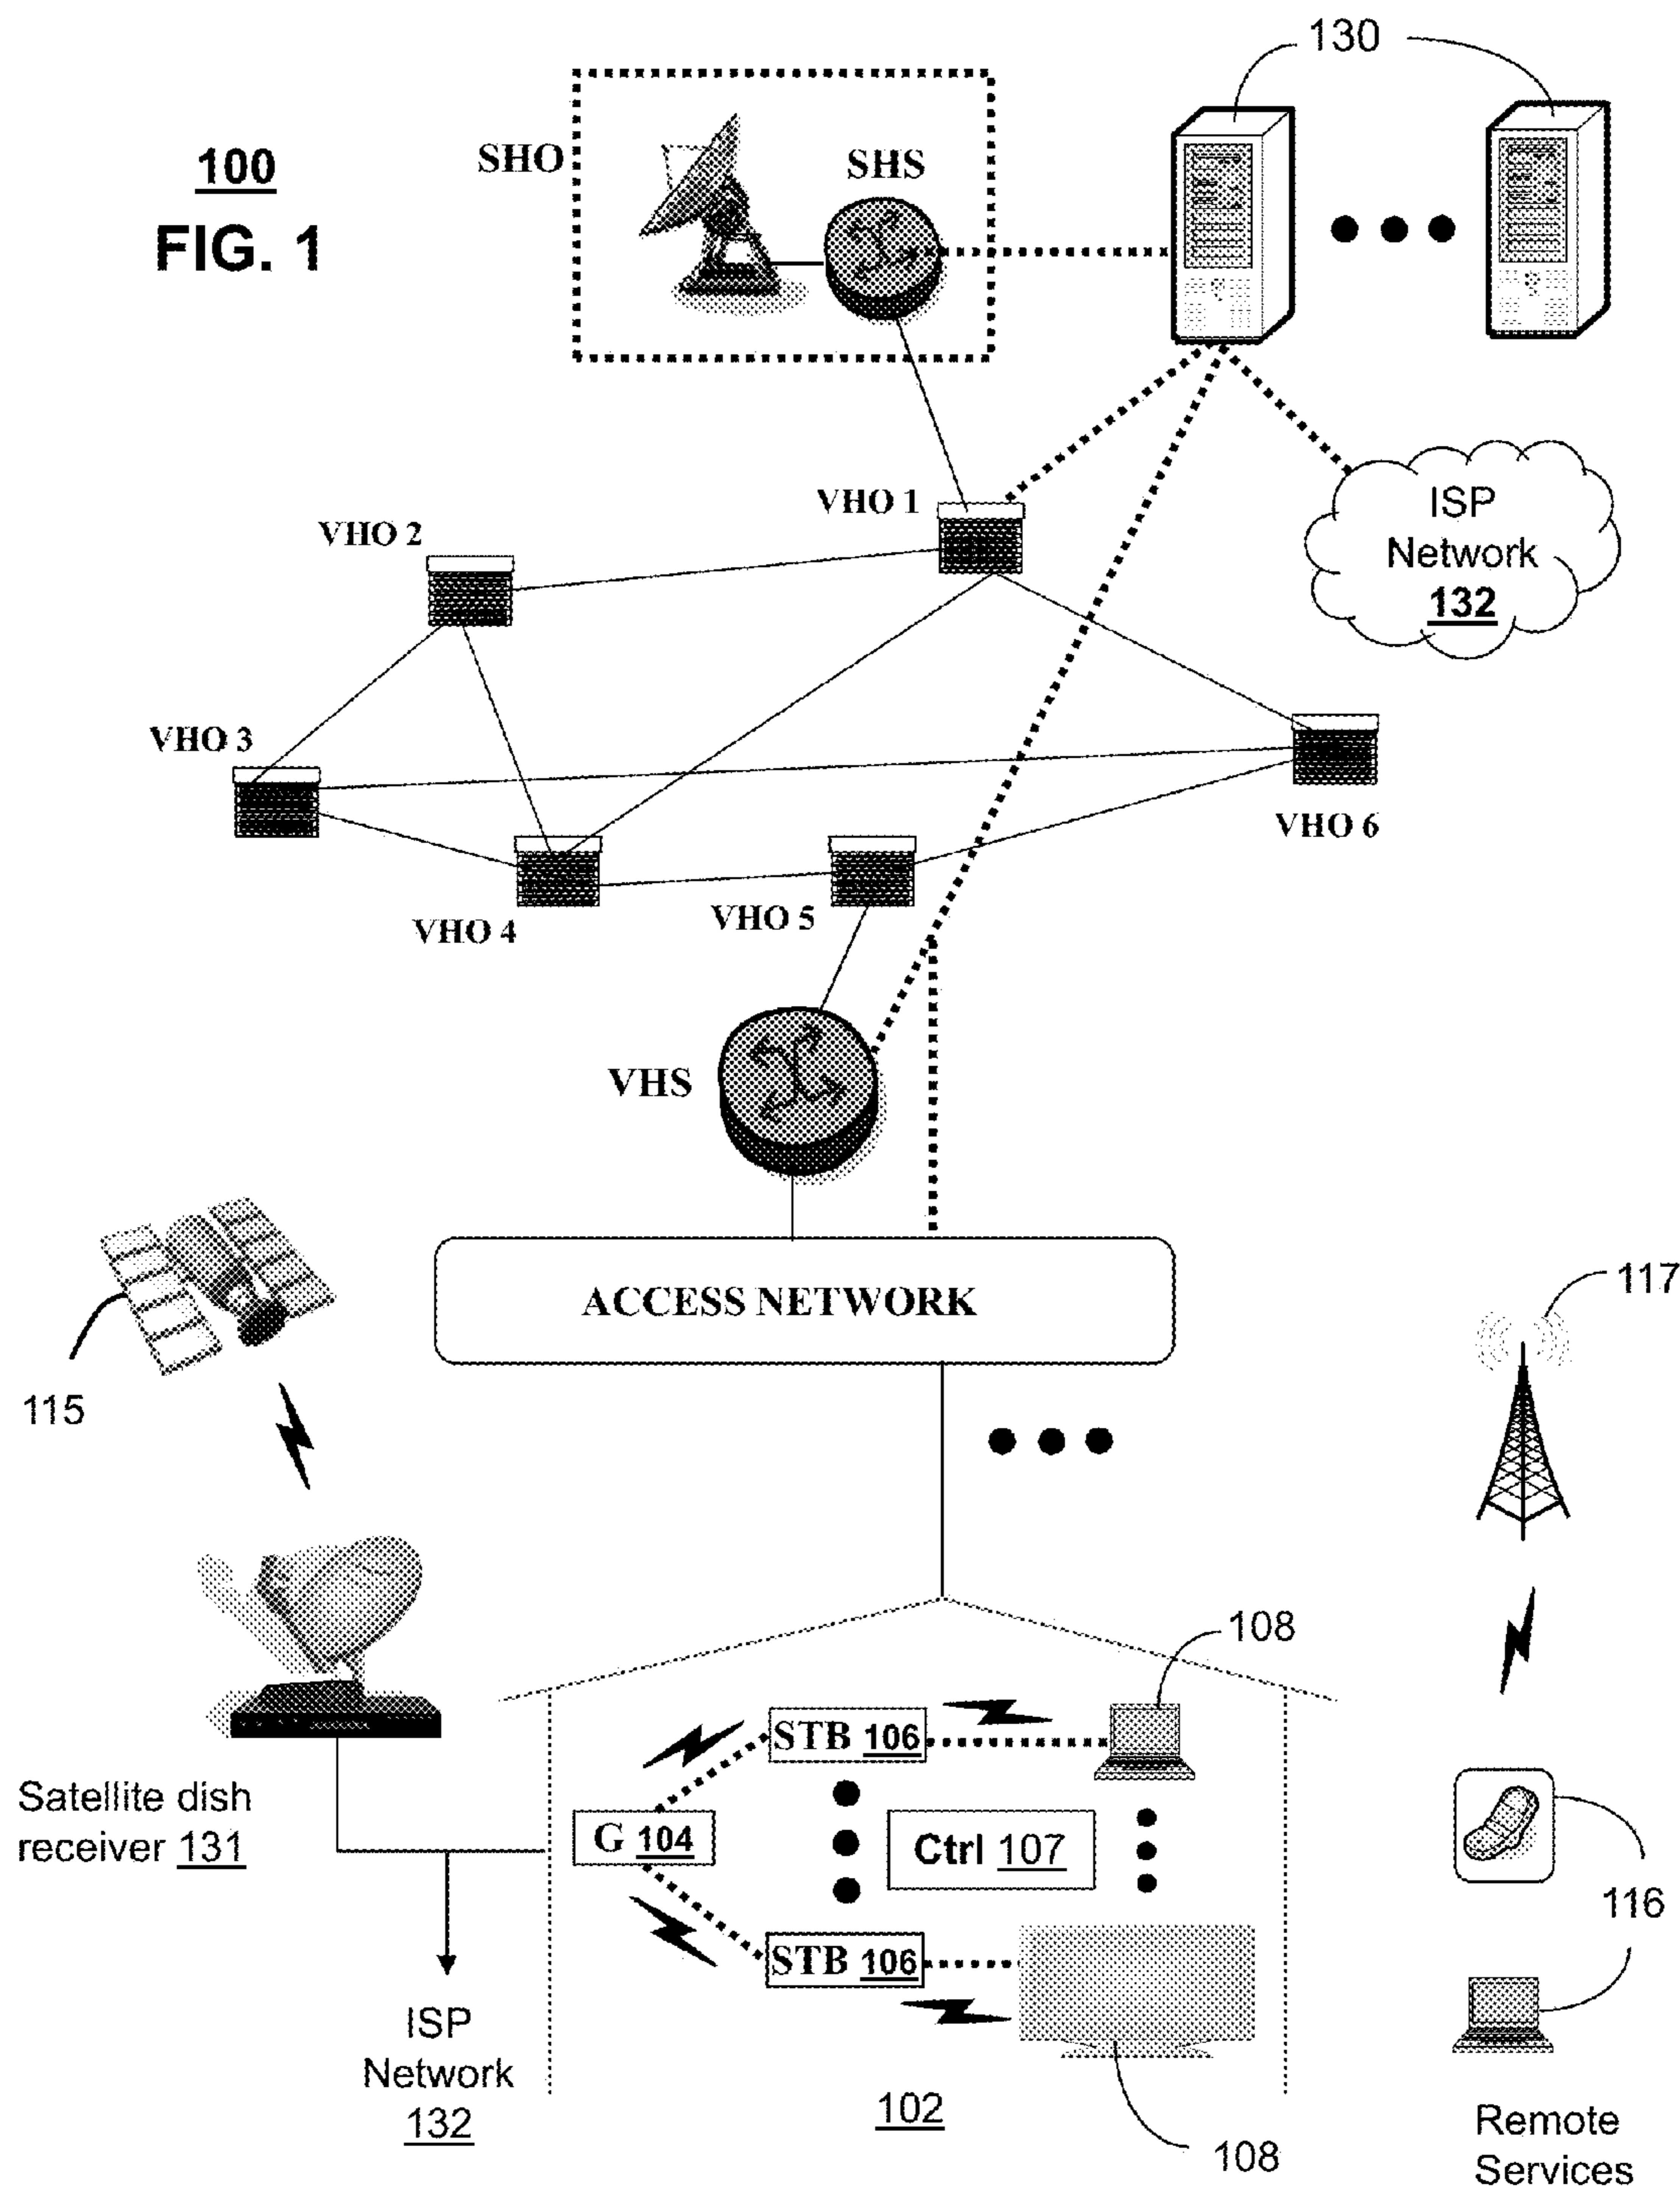 130
100
FIG. 1
SHO
SHS
VHO 1
ISP
Network
132
VHO 2
VHO 3
VHO 6
VHO 4
VHO 5
VHS
ACCESS NETWORK
117
115
108
STB 106
Satellite dish
receiver 131
G 104
Ctrl 107
116
STB 106
ISP
Network
132
102
108
Remote
Services